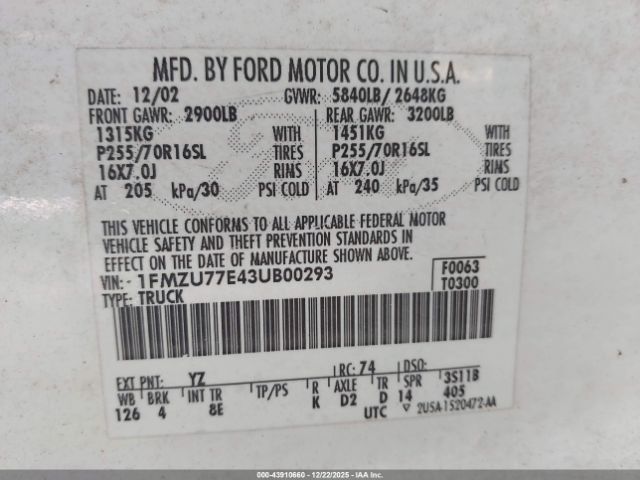 MFD. BY FORD MOTOR CO. IN U.S.A.
DATE: 12/02 GVWR: 5840LB/ 2648KG
FRONT GAWR: 2900LB REAR GAWR: 3200LB
1315KG WITH 1451KG WITH
P255/70R16SL TIRES P255/70R16SL TIRES
16X7.0J RIMS 16X7.0J RIMS
AT 205 kPa/30 PSI COLD AT 240 kPa/35 PSI COLD
THIS VEHICLE CONFORMS TO ALL APPLICABLE FEDERAL MOTOR
VEHICLE SAFETY AND THEFT PREVENTION STANDARDS IN
EFFECT ON THE DATE OF MANUFACTURE SHOWN ABOVE.
VIN: - 1FMZU77E43UB00293 F0063
TYPE: TRUCK T0300
EXT PNT: YZ RC: 74 DSO:
WB BRK INT TR TP/PS R AXLE TR SPR 3S11B
126 4 8E K D2 D 14 405
UTC ▽ 2U5A-1520472-AA
000-43910660 - 12/22/2025 - IAAI.COM